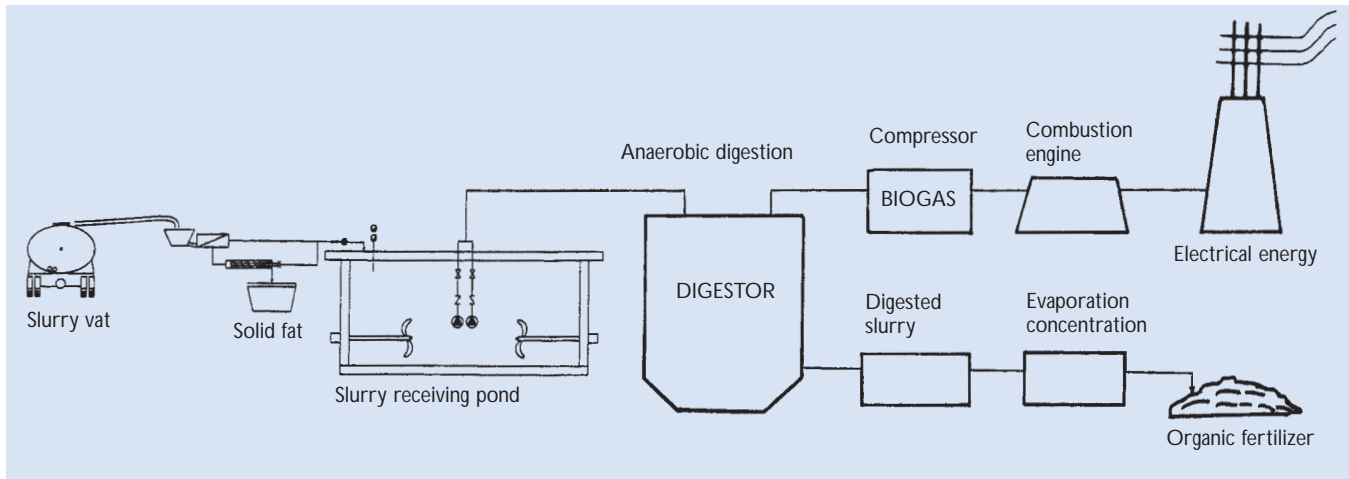 Slurry vat
Solid fat
Slurry receiving pond
Anaerobic digestion
DIGESTOR
Compressor
BIOGAS
Combustion
engine
Electrical energy
Digested
slurry
Evaporation
concentration
Organic fertilizer